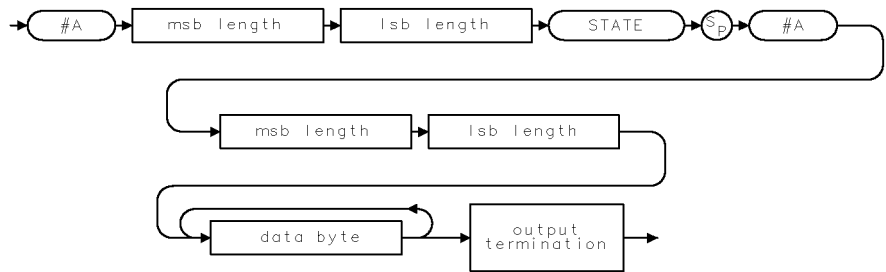 #A msb length lsb length STATE SP #A
msb length lsb length
data byte
output
termination